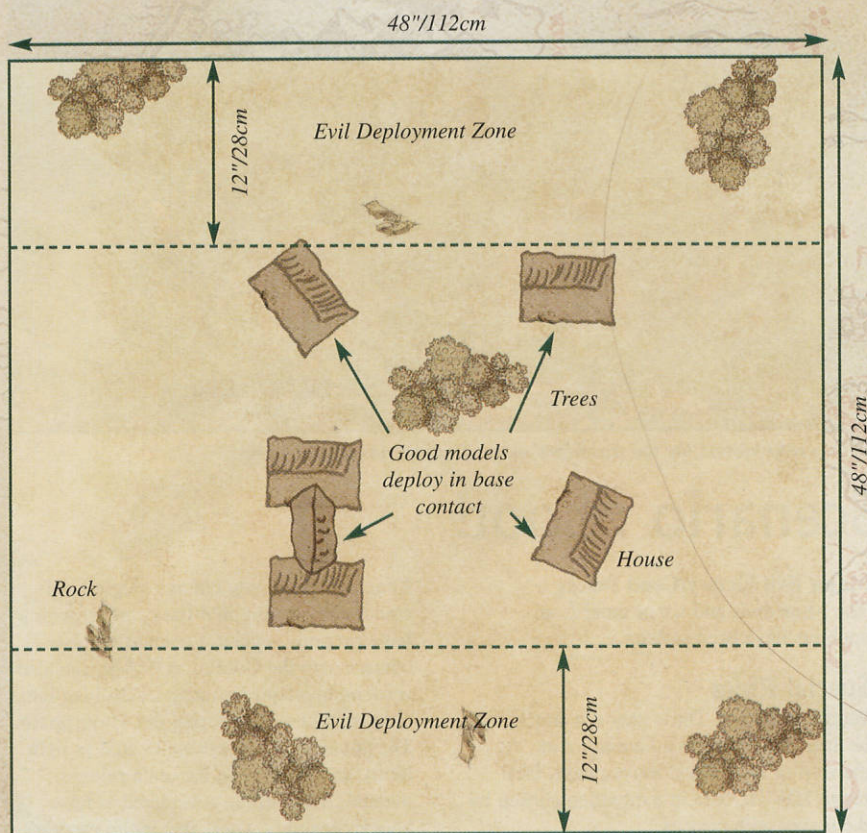 48"/112cm
12"/28cm
Evil Deployment Zone
48"/112cm
Trees
Good models
deploy in base
contact
House
Rock
Evil Deployment Zone
12"/28cm